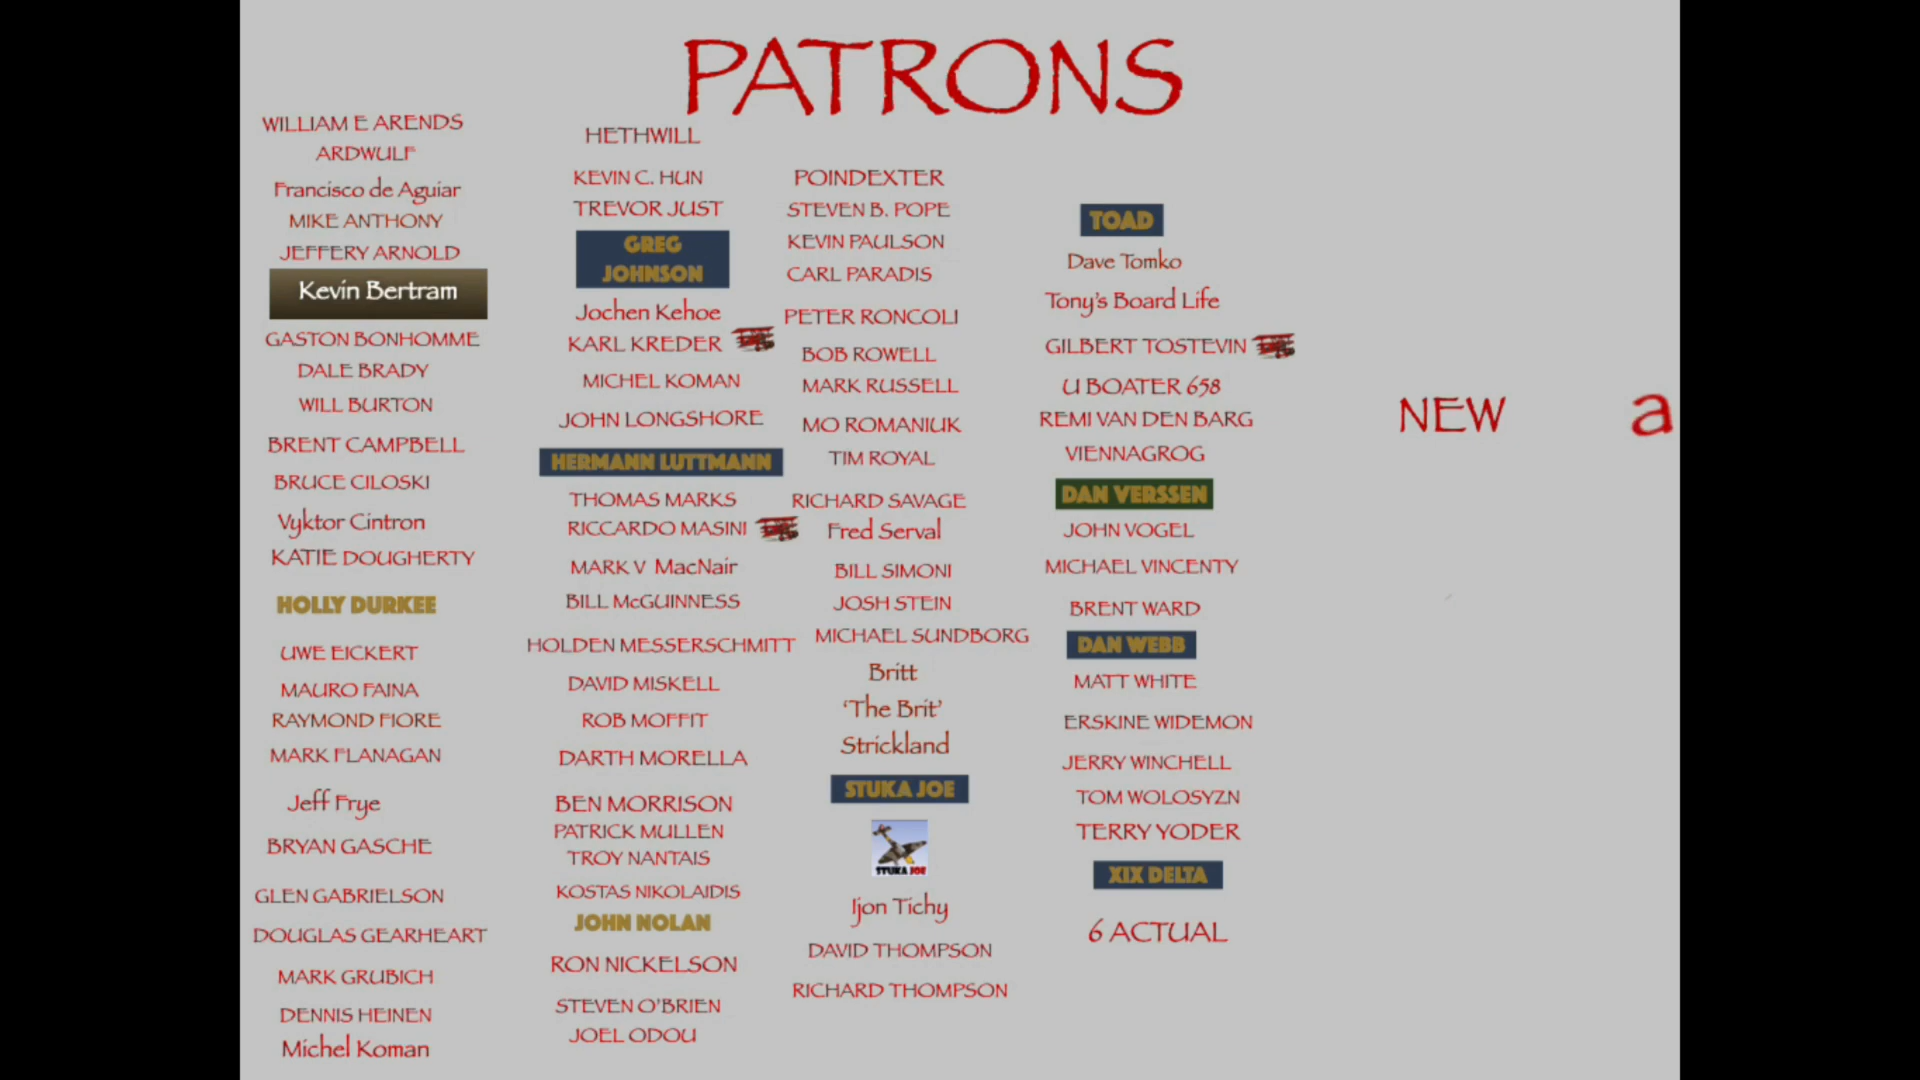 PATRONS
WILLIAM E ARENDS
ARDWULF
Francisco de Aguiar
MIKE ANTHONY
JEFFERY ARNOLD
Kevin Bertram
GASTON BONHOMME
DALE BRADY
WILL BURTON
BRENT CAMPBELL
BRUCE CILOSKI
Vyktor Cintron
KATIE DOUGHERTY
HOLLY DURKEE
UWE EICKERT
MAURO FAINA
RAYMOND FIORE
MARK FLANAGAN
Jeff Frye
BRYAN GASCHE
GLEN GABRIELSON
DOUGLAS GEARHEART
MARK GRUBICH
DENNIS HEINEN
Michel Koman
HETHWILL
KEVIN C. HUN
TREVOR JUST
GREG
JOHNSON
Jochen Kehoe
KARL KREDER
MICHEL KOMAN
JOHN LONGSHORE
HERMANN LUTTMANN
THOMAS MARKS
RICCARDO MASINI
MARK V MacNair
BILL McGUINNESS
HOLDEN MESSERSCHMITT
DAVID MISKELL
ROB MOFFIT
DARTH MORELLA
BEN MORRISON
PATRICK MULLEN
TROY NANTAIS
KOSTAS NIKOLAIDIS
JOHN NOLAN
RON NICKELSON
STEVEN O'BRIEN
JOEL ODOU
POINDEXTER
STEVEN B. POPE
KEVIN PAULSON
CARL PARADIS
PETER RONCOLI
BOB ROWELL
MARK RUSSELL
MO ROMANIUK
TIM ROYAL
RICHARD SAVAGE
Fred Serval
BILL SIMONI
JOSH STEIN
MICHAEL SUNDBORG
Britt
‘The Brit’
Strickland
STUKA JOE
STUKA JOE
Ijon Tichy
DAVID THOMPSON
RICHARD THOMPSON
TOAD
Dave Tomko
Tony's Board Life
GILBERT TOSTEVIN
U BOATER 658
REMI VAN DEN BARG
VIENNAGROG
DAN VERSSEN
JOHN VOGEL
MICHAEL VINCENTY
BRENT WARD
DAN WEBB
MATT WHITE
ERSKINE WIDEMON
JERRY WINCHELL
TOM WOLOSYZN
TERRY YODER
XIX DELTA
6 ACTUAL
NEW a